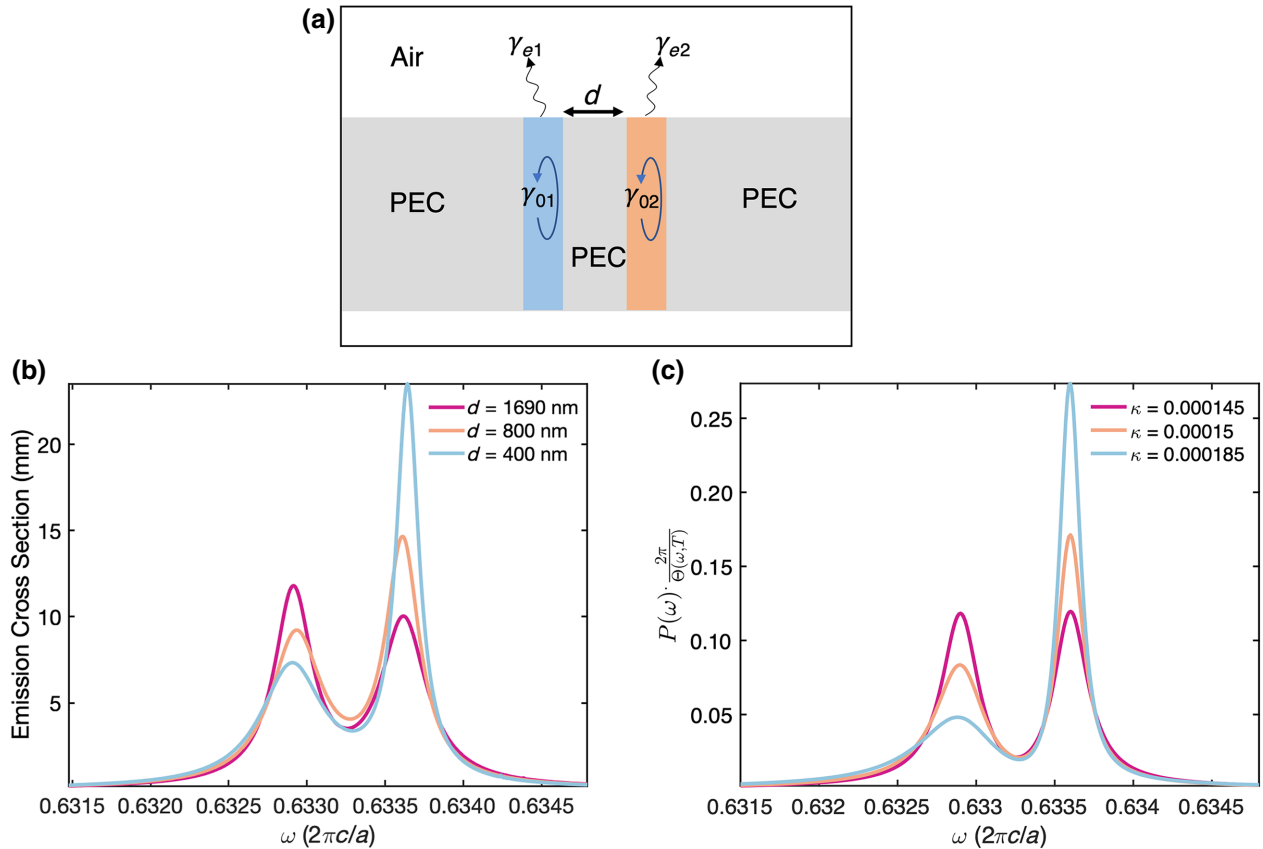 (a)
Air
γe1
γe2
d
PEC
γ01
γ02
PEC
PEC
(b)
Emission Cross Section (mm)
20
15
10
5
d = 1690 nm
d = 800 nm
d = 400 nm
0.6315 0.6320 0.6325 0.6330 0.6335 0.6340 0.6345
ω (2πc/a)
(c)
P(ω)· 2π/Θ(ω,T)
0.25
0.20
0.15
0.10
0.05
κ = 0.000145
κ = 0.00015
κ = 0.000185
0.6315 0.632 0.6325 0.633 0.6335 0.634 0.6345
ω (2πc/a)